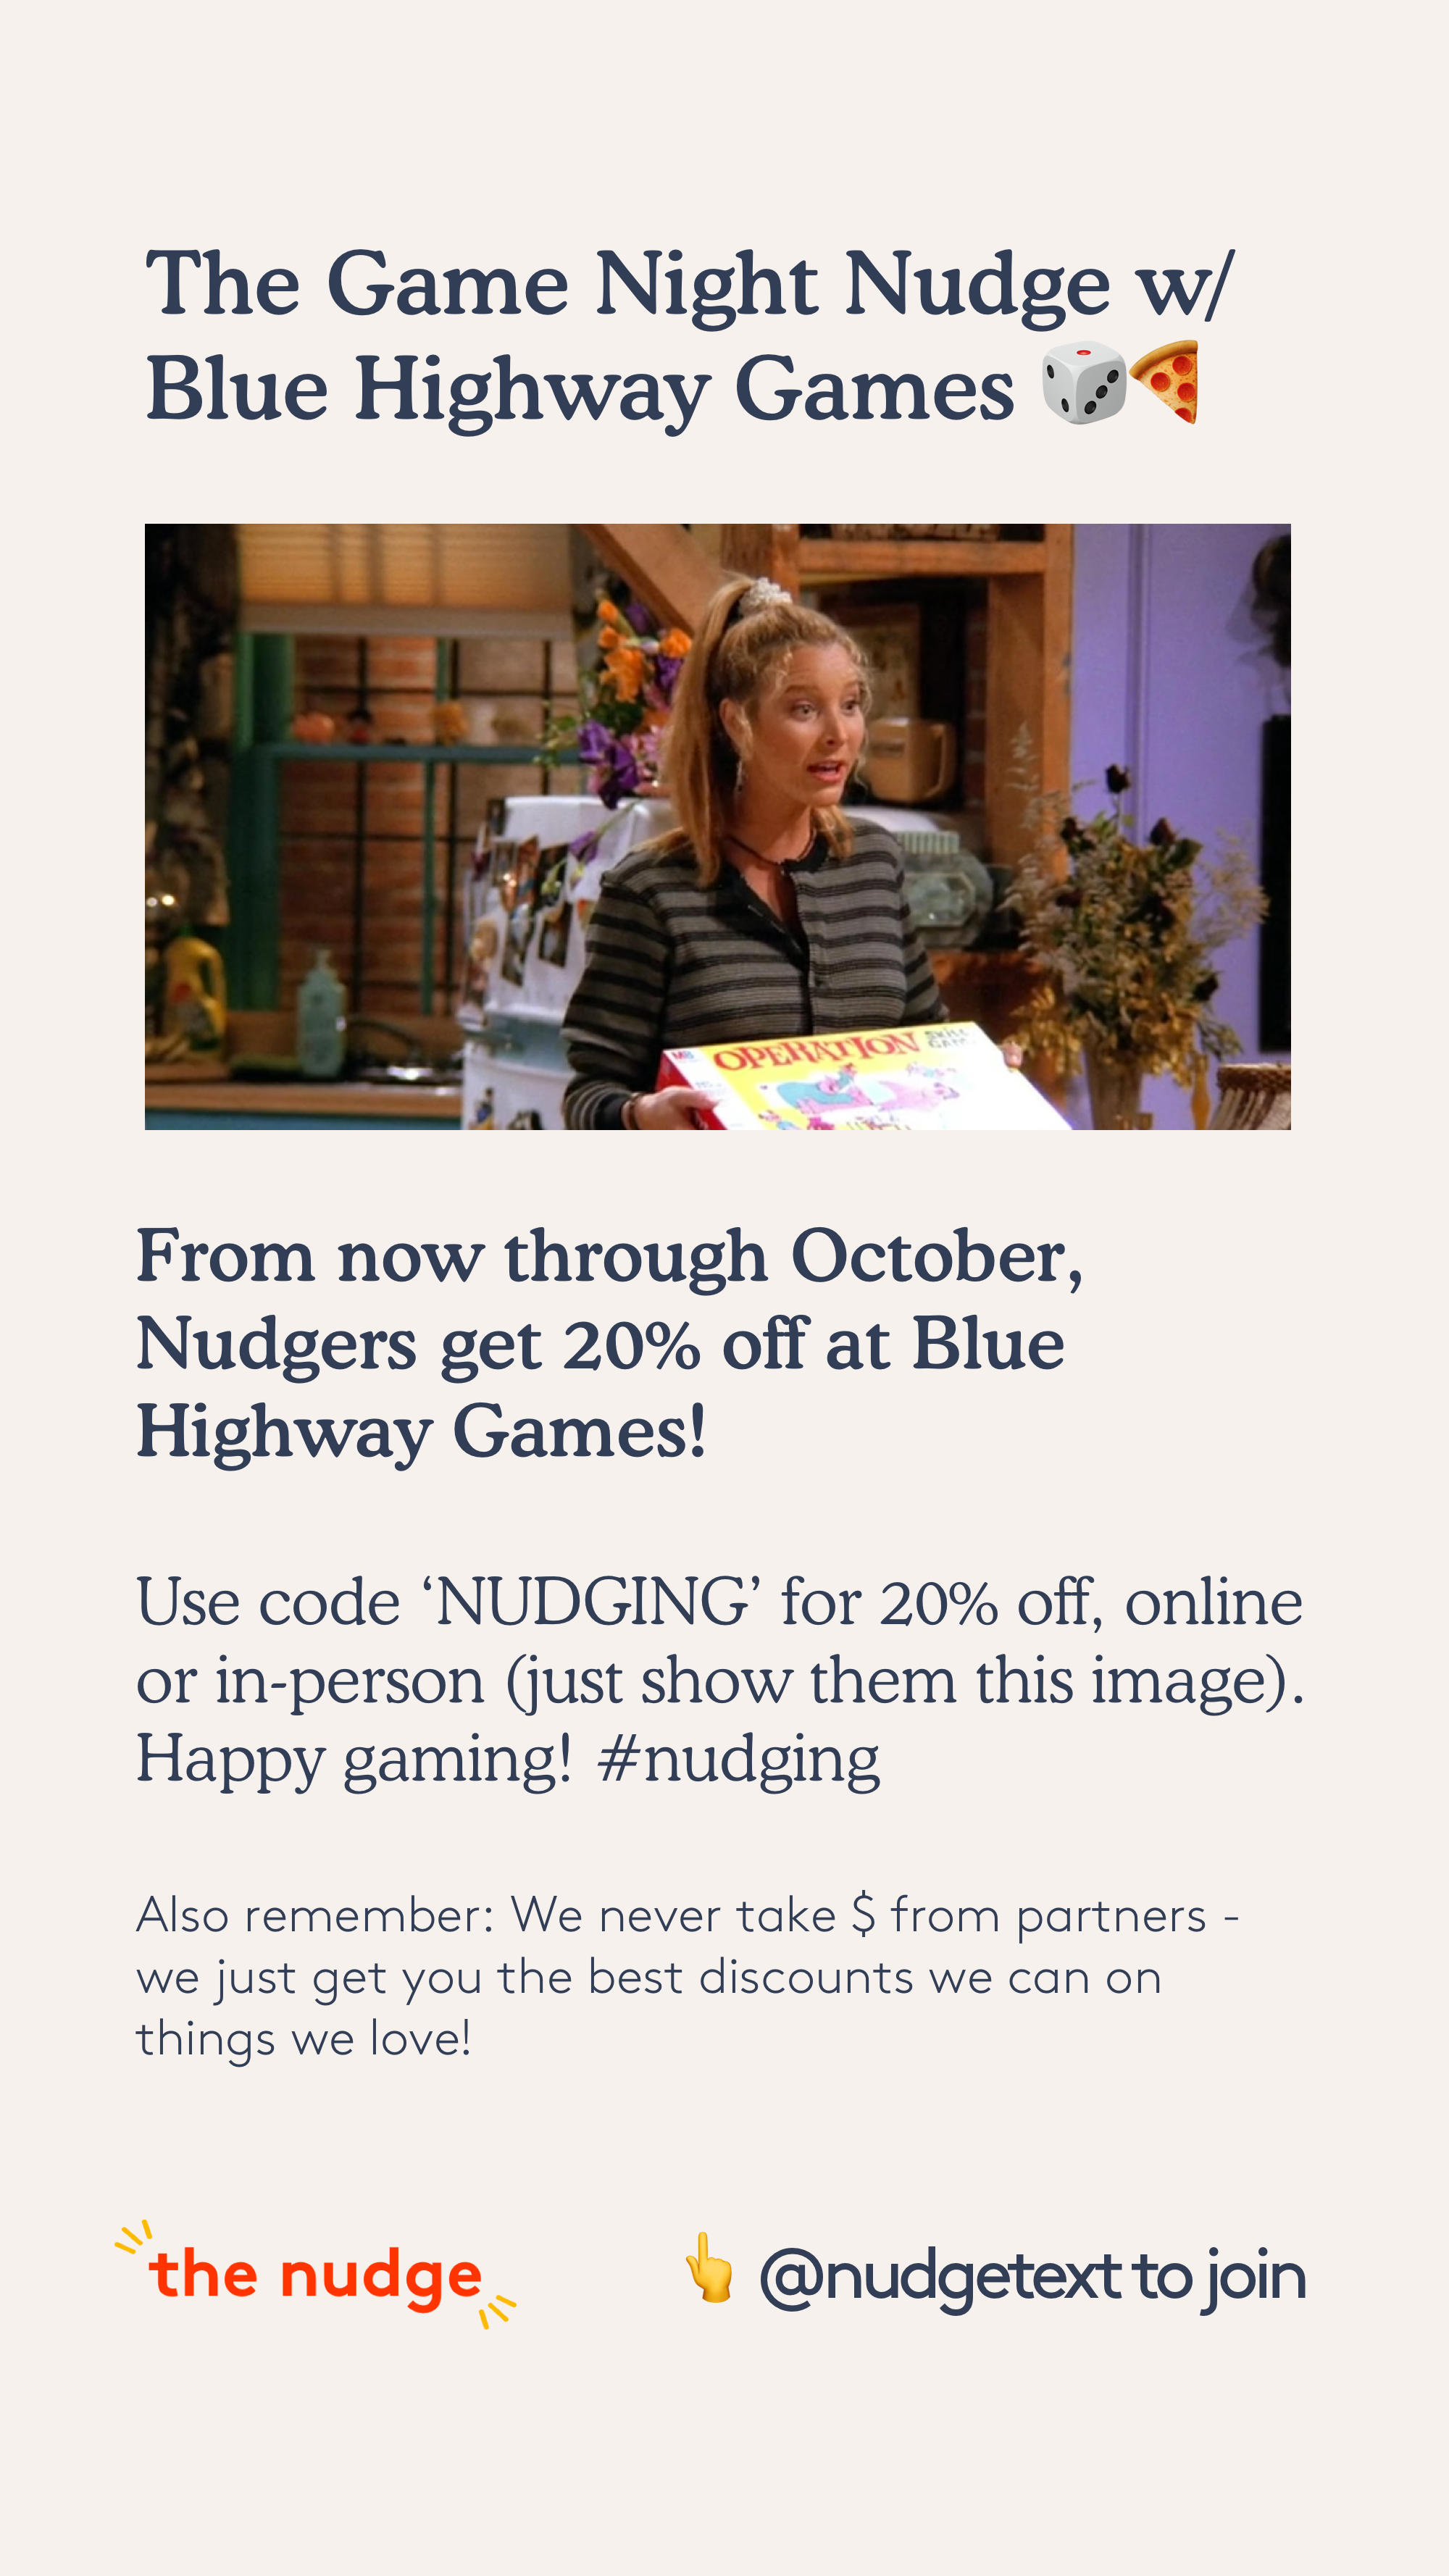 The Game Night Nudge w/
Blue Highway Games 🎲🍕
MB
OPERATION
SKILL
GAME
From now through October,
Nudgers get 20% off at Blue
Highway Games!
Use code ‘NUDGING’ for 20% off, online
or in-person (just show them this image).
Happy gaming! #nudging
Also remember: We never take $ from partners -
we just get you the best discounts we can on
things we love!
the nudge
👆 @nudgetext to join